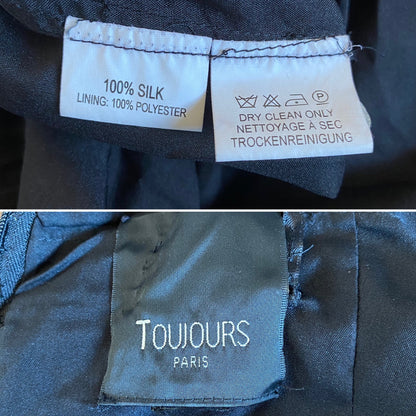 100% SILK
LINING: 100% POLYESTER
P
DRY CLEAN ONLY
NETTOYAGE À SEC
TROCKENREINIGUNG
TOUJOURS
PARIS